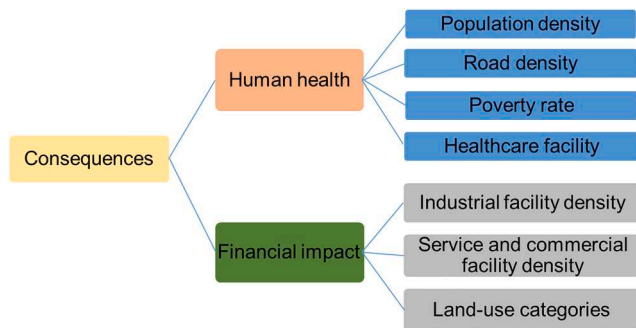 Consequences
Human health
Population density
Road density
Poverty rate
Healthcare facility
Financial impact
Industrial facility density
Service and commercial
facility density
Land-use categories